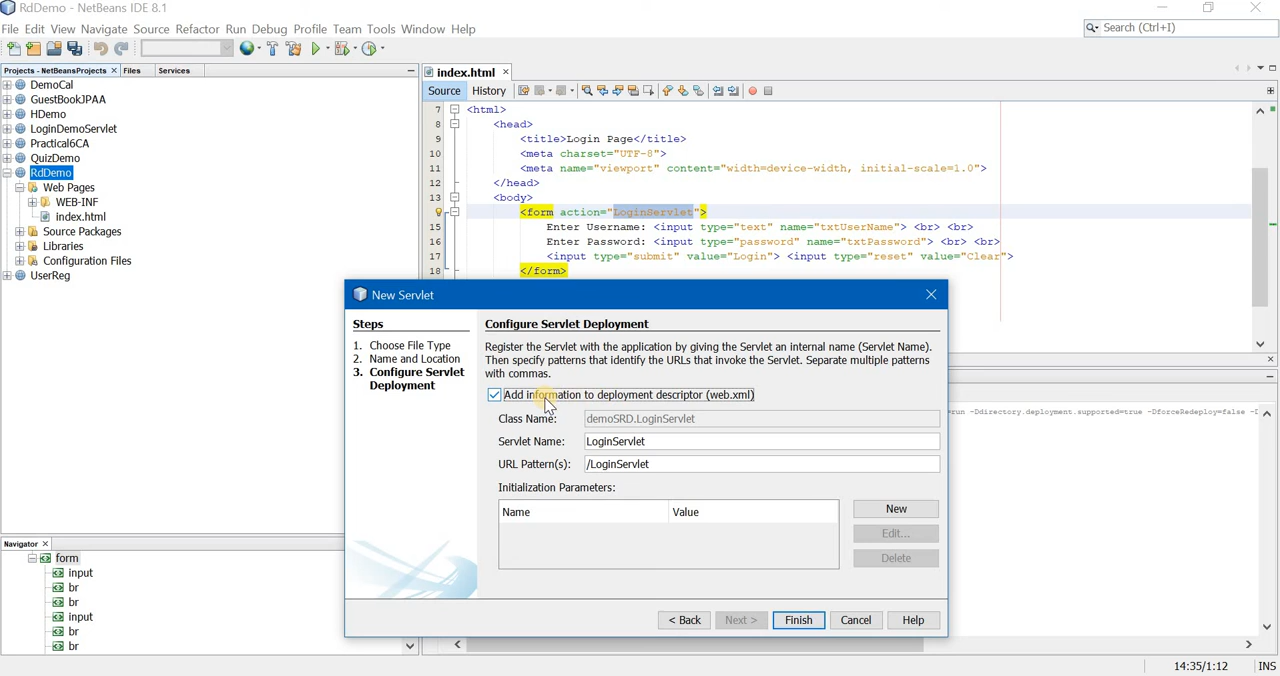 RdDemo - NetBeans IDE 8.1
File Edit View Navigate Source Refactor Run Debug Profile Team Tools Window Help
Search (Ctrl+I)
Projects - NetBeansProjects Files Services
index.html
Source History
DemoCal
GuestBookJPAA
HDemo
LoginDemoServlet
Practical6CA
QuizDemo
RdDemo
Web Pages
WEB-INF
index.html
Source Packages
Libraries
Configuration Files
UserReg
7 <html>
8 <head>
9 <title>Login Page</title>
10 <meta charset="UTF-8">
11 <meta name="viewport" content="width=device-width, initial-scale=1.0">
12 </head>
13 <body>
<form action="LoginServlet">
15 Enter Username: <input type="text" name="txtUserName"> <br> <br>
16 Enter Password: <input type="password" name="txtPassword"> <br> <br>
17 <input type="submit" value="Login"> <input type="reset" value="Clear">
18 </form>
New Servlet
Steps
1. Choose File Type
2. Name and Location
3. Configure Servlet
Deployment
Configure Servlet Deployment
Register the Servlet with the application by giving the Servlet an internal name (Servlet Name).
Then specify patterns that identify the URLs that invoke the Servlet. Separate multiple patterns
with commas.
Add information to deployment descriptor (web.xml)
Class Name: demoSRD.LoginServlet
Servlet Name: LoginServlet
URL Pattern(s): /LoginServlet
Initialization Parameters:
Name Value
New
Edit...
Delete
< Back Next > Finish Cancel Help
run -Ddirectory.deployment.supported=true -DforceRedeploy=false
Navigator
form
input
br
br
input
br
br
14:35/1:12 INS